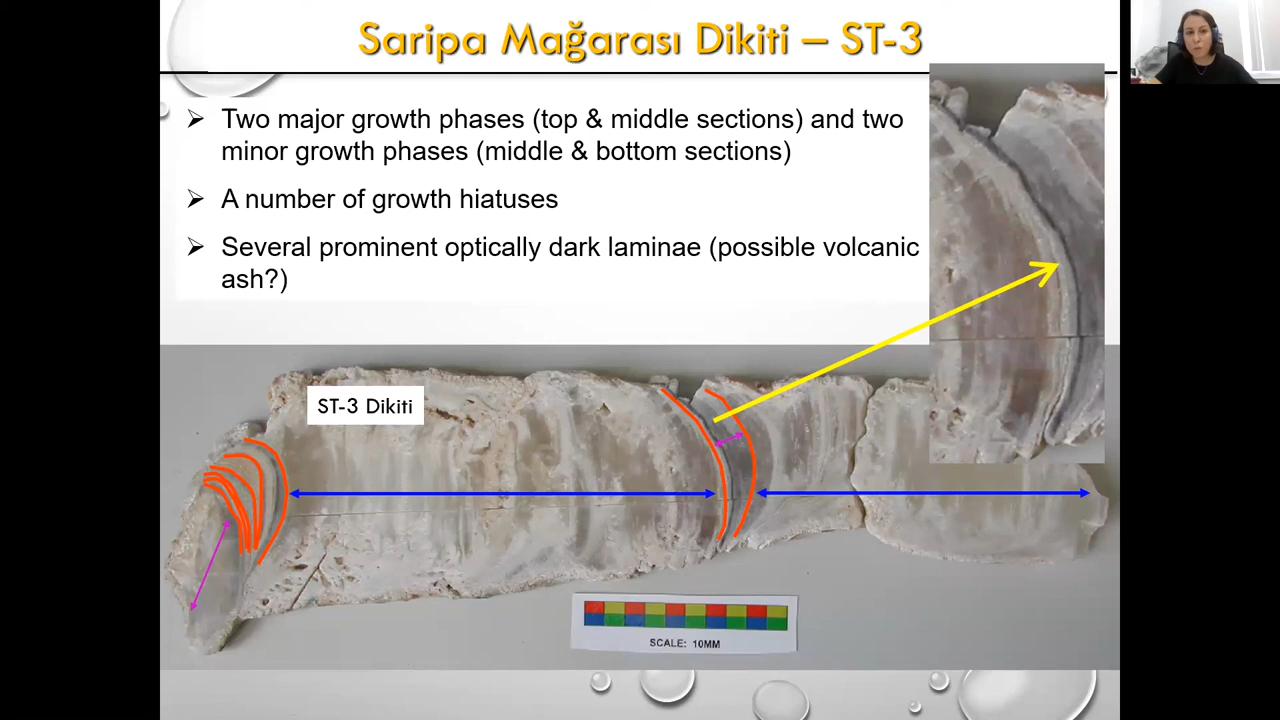 Saripa Mağarası Dikiti – ST-3
➢ Two major growth phases (top & middle sections) and two
minor growth phases (middle & bottom sections)
➢ A number of growth hiatuses
➢ Several prominent optically dark laminae (possible volcanic
ash?)
ST-3 Dikiti
SCALE: 10MM